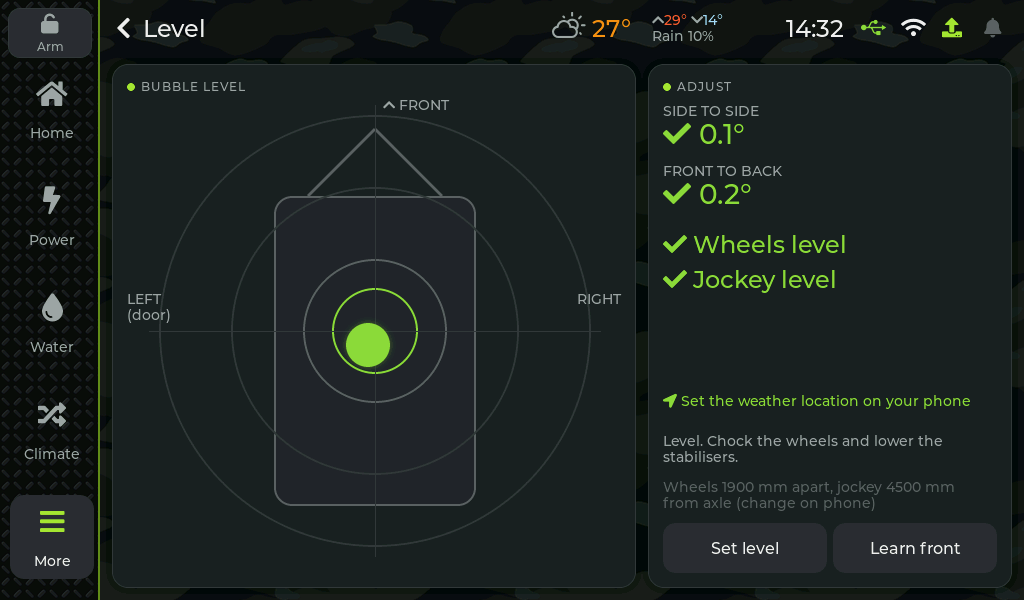 Arm
Level
27°
29° 14°
Rain 10%
14:32
Home
Power
Water
Climate
More
BUBBLE LEVEL
FRONT
LEFT
(door)
RIGHT
ADJUST
SIDE TO SIDE
0.1°
FRONT TO BACK
0.2°
Wheels level
Jockey level
Set the weather location on your phone
Level. Chock the wheels and lower the
stabilisers.
Wheels 1900 mm apart, jockey 4500 mm
from axle (change on phone)
Set level
Learn front